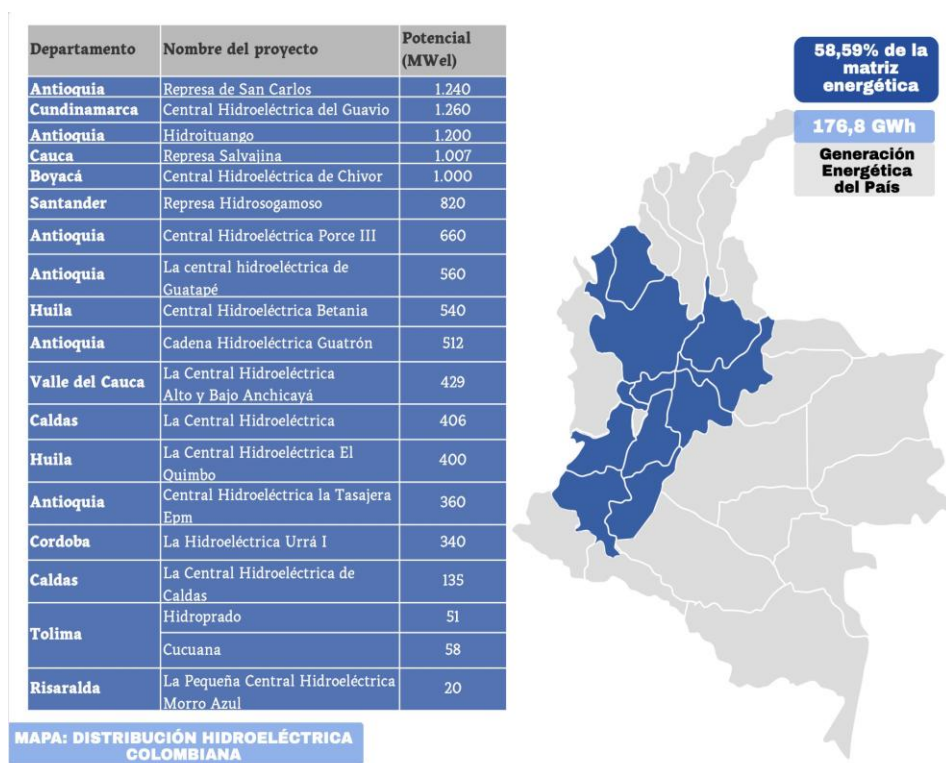 Departamento
Nombre del proyecto
Potencial
(MWel)
Antioquia
Represa de San Carlos
1.240
Cundinamarca
Central Hidroeléctrica del Guavio
1.260
Antioquia
Hidroituango
1.200
Cauca
Represa Salvajina
1.007
Boyacá
Central Hidroeléctrica de Chivor
1.000
Santander
Represa Hidrosogamoso
820
Antioquia
Central Hidroeléctrica Porce III
660
Antioquia
La central hidroeléctrica de
Guatapé
560
Huila
Central Hidroeléctrica Betania
540
Antioquia
Cadena Hidroeléctrica Guatrón
512
Valle del Cauca
La Central Hidroeléctrica
Alto y Bajo Anchicayá
429
Caldas
La Central Hidroeléctrica
406
Huila
La Central Hidroeléctrica El
Quimbo
400
Antioquia
Central Hidroeléctrica la Tasajera
Epm
360
Cordoba
La Hidroeléctrica Urrá I
340
Caldas
La Central Hidroeléctrica de
Caldas
135
Tolima
Hidroprado
51
Cucuana
58
Risaralda
La Pequeña Central Hidroeléctrica
Morro Azul
20
MAPA: DISTRIBUCIÓN HIDROELÉCTRICA
COLOMBIANA
58,59% de la
matriz
energética
176,8 GWh
Generación
Energética
del País